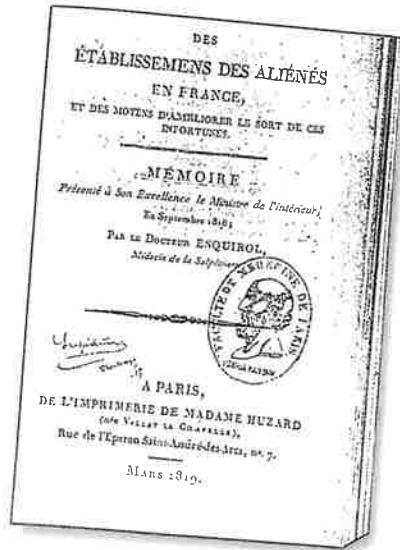 DES
ÉTABLISSEMENS DES ALIÉNÉS
EN FRANCE,
ET DES MOYENS D'AMÉLIORER LE SORT DE CES
INFORTUNÉS.
MÉMOIRE
Présenté à Son Excellence le Ministre de l'intérieur,
En Septembre 1818;
PAR LE DOCTEUR ESQUIROL,
Médecin de la Salpêtrière
FACULTÉ DE MÉDECINE DE PARIS
A PARIS,
DE L'IMPRIMERIE DE MADAME HUZARD
(née VALLAT LA CHAPELLE),
Rue de l'Eperon Saint-André-des-Arts, nº. 7.
MARS 1819.